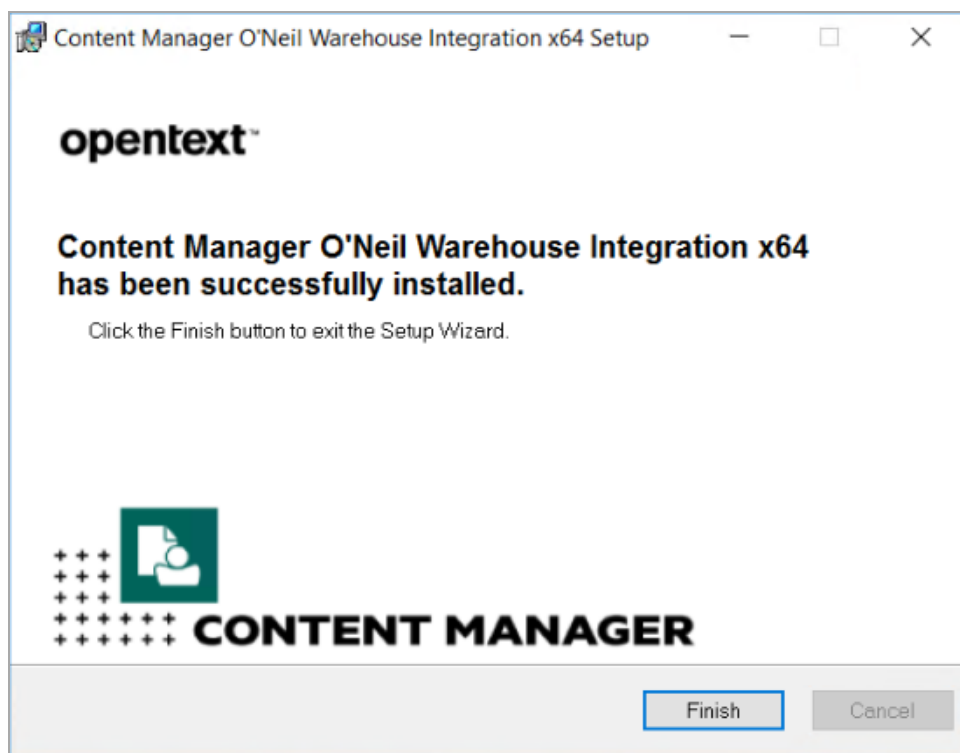 Content Manager O'Neil Warehouse Integration x64 Setup
opentext™
Content Manager O'Neil Warehouse Integration x64
has been successfully installed.
Click the Finish button to exit the Setup Wizard.
CONTENT MANAGER
Finish
Cancel